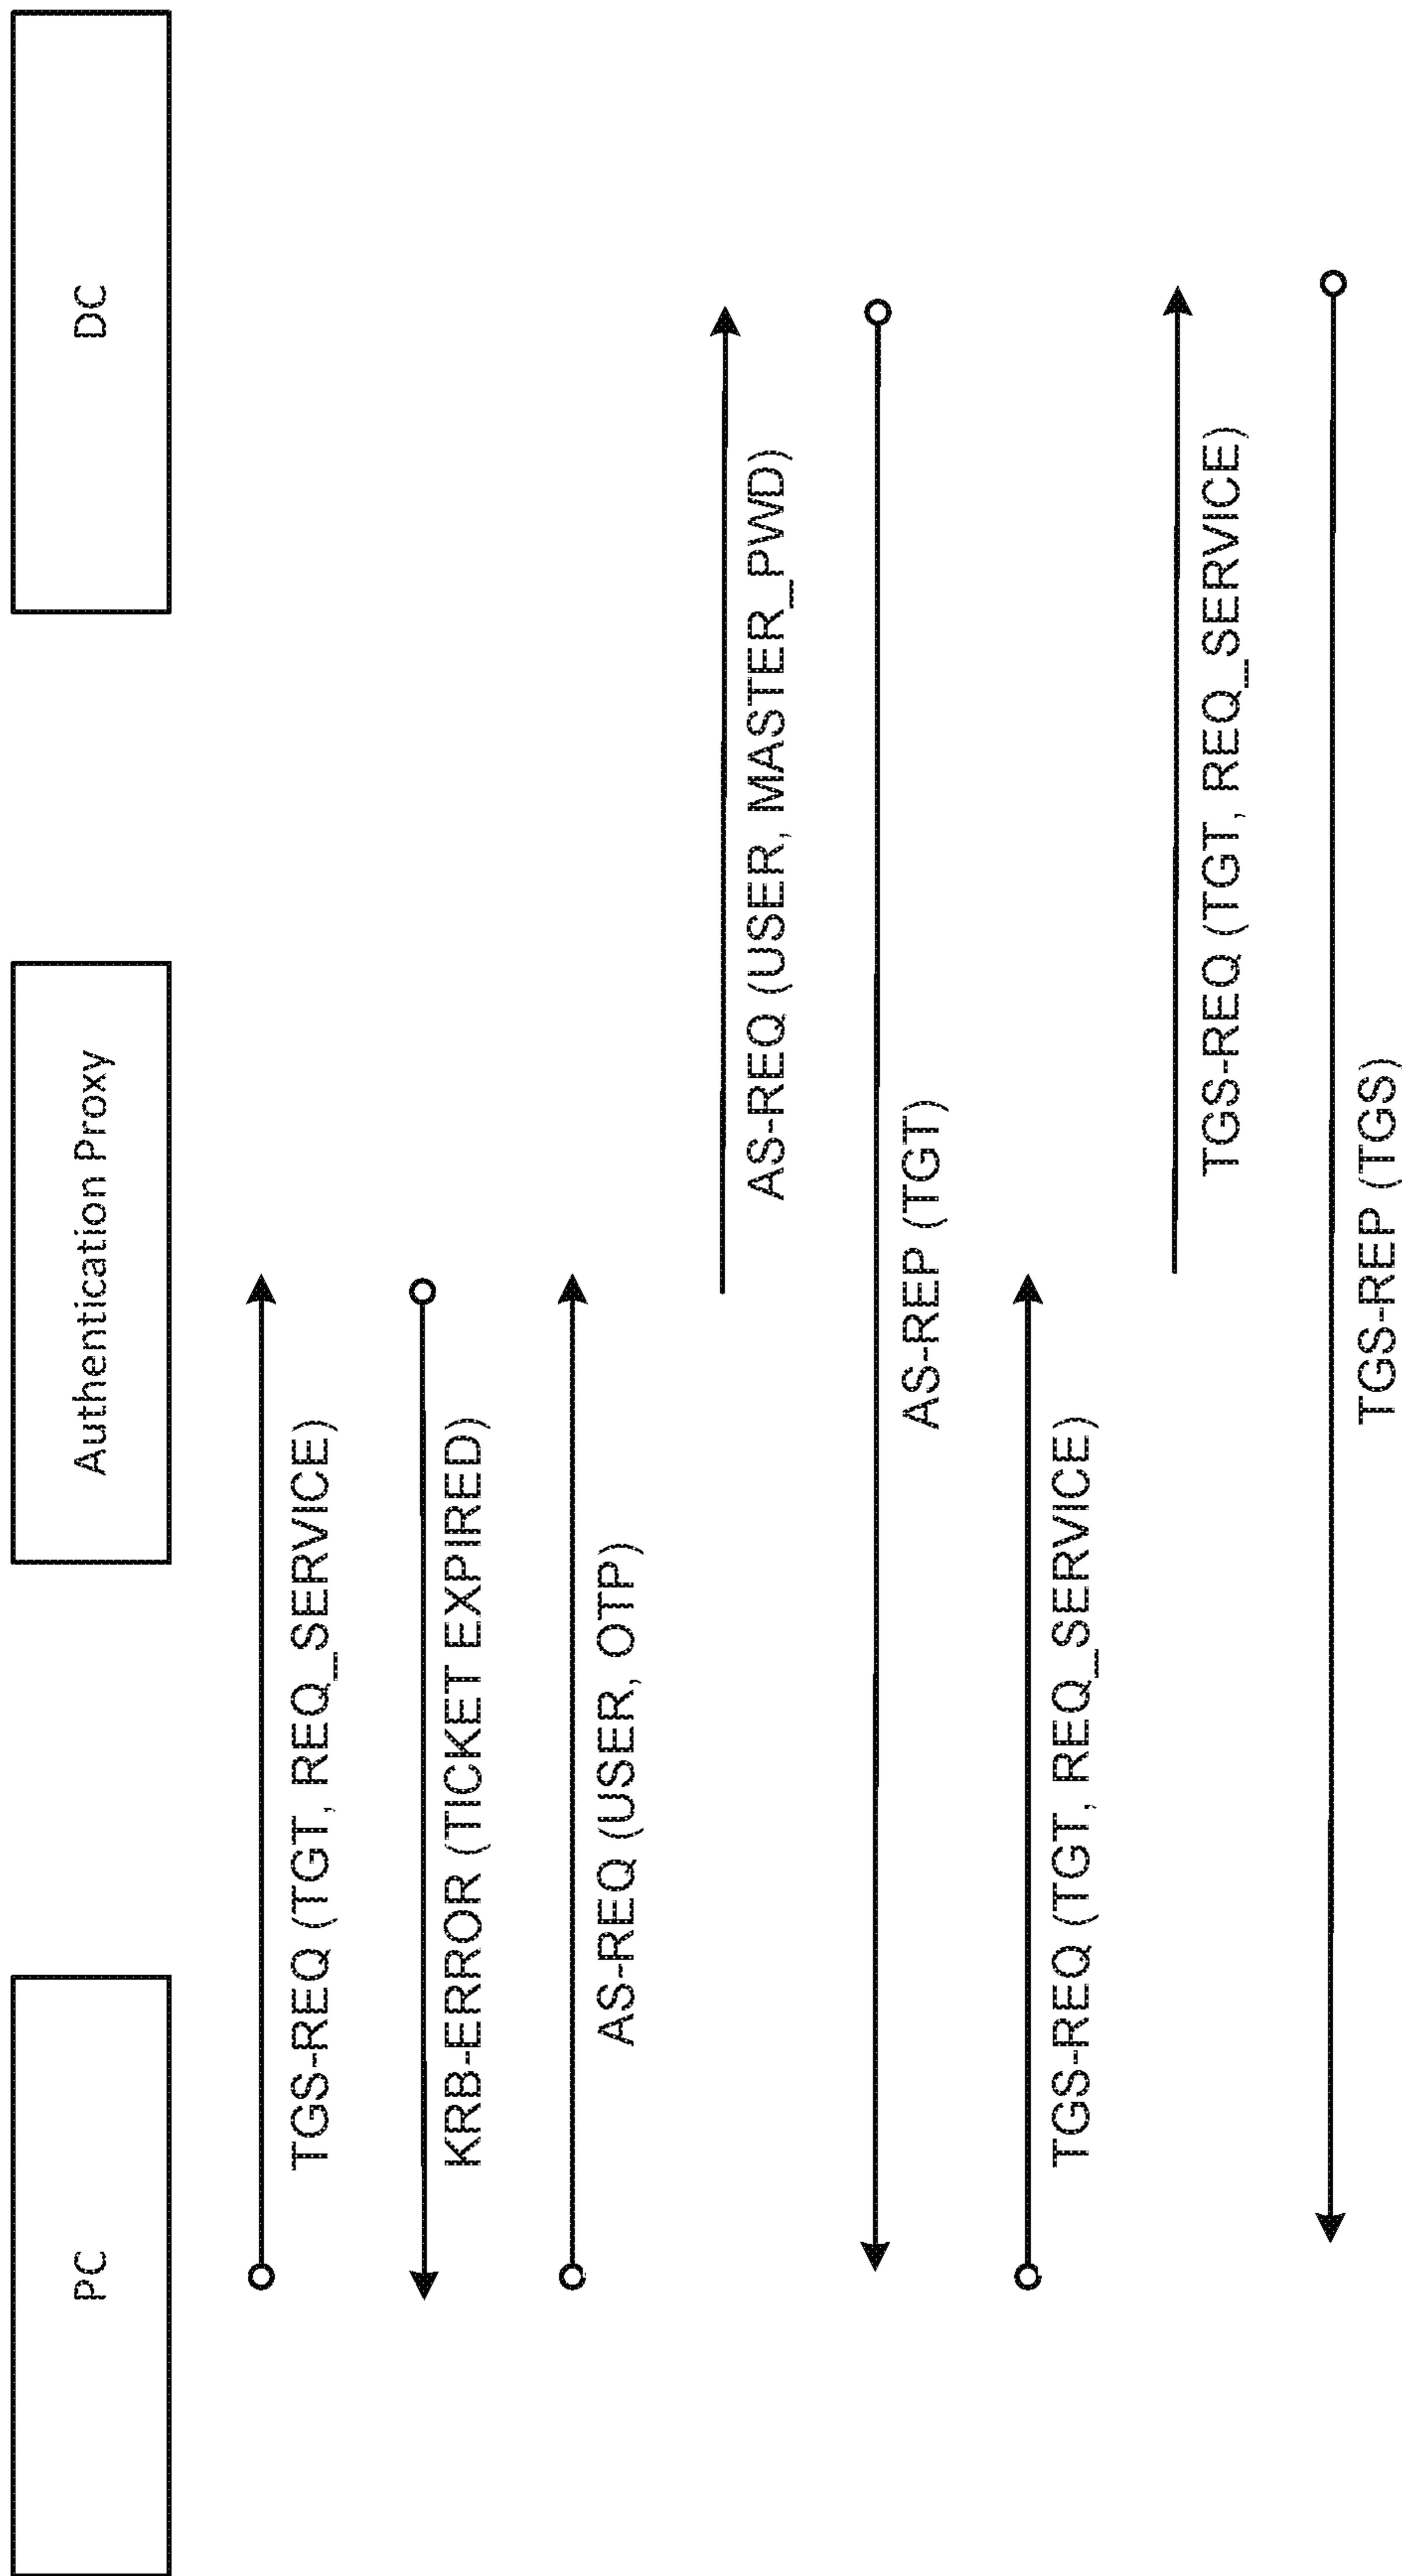 PC
Authentication Proxy
DC
TGS-REQ (TGT, REQ_SERVICE)
KRB-ERROR (TICKET EXPIRED)
AS-REQ (USER, OTP)
AS-REQ (USER, MASTER_PWD)
AS-REP (TGT)
TGS-REQ (TGT, REQ_SERVICE)
TGS-REQ (TGT, REQ_SERVICE)
TGS-REP (TGS)